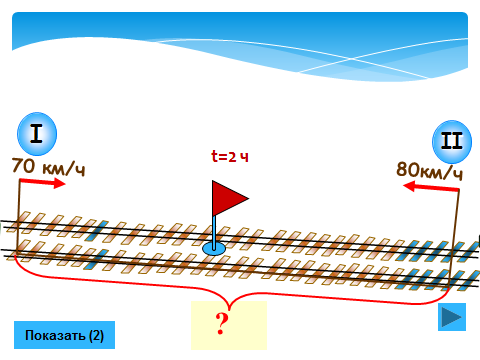 I
II
70 км/ч
t=2 ч
80км/ч
?
Показать (2)